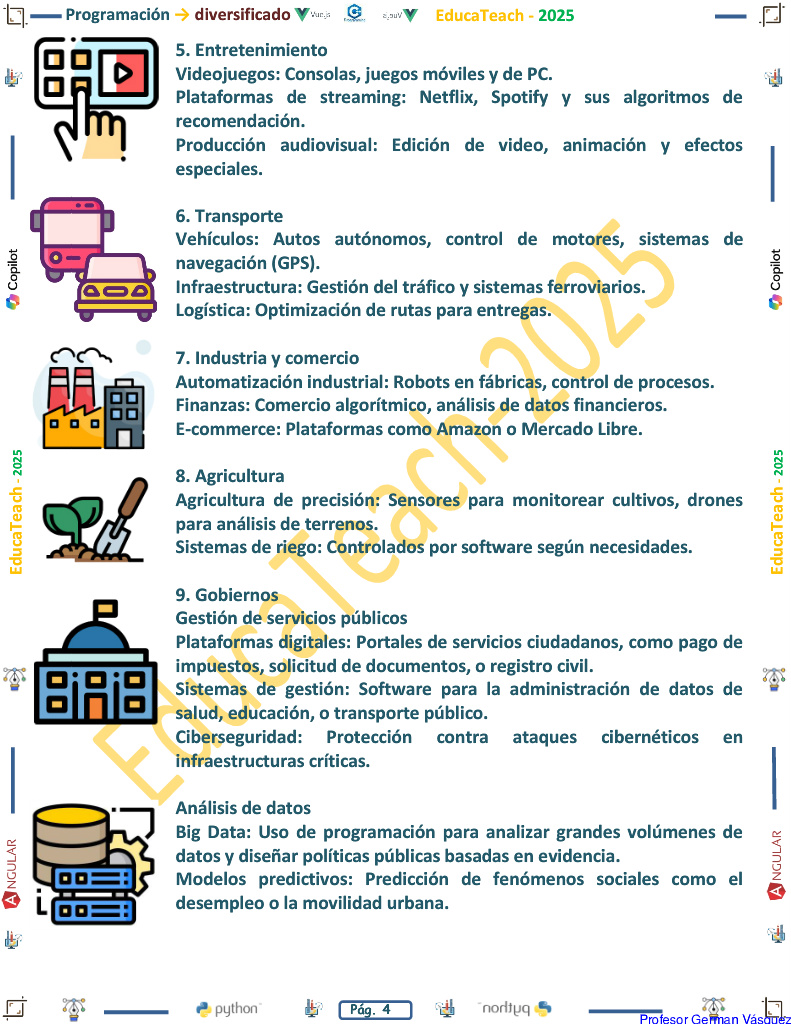 Programación → diversificado Vue.js Vue.js EducaTeach - 2025
5. Entretenimiento
Videojuegos: Consolas, juegos móviles y de PC.
Plataformas de streaming: Netflix, Spotify y sus algoritmos de
recomendación.
Producción audiovisual: Edición de video, animación y efectos
especiales.
6. Transporte
Vehículos: Autos autónomos, control de motores, sistemas de
navegación (GPS).
Infraestructura: Gestión del tráfico y sistemas ferroviarios.
Logística: Optimización de rutas para entregas.
7. Industria y comercio
Automatización industrial: Robots en fábricas, control de procesos.
Finanzas: Comercio algorítmico, análisis de datos financieros.
E-commerce: Plataformas como Amazon o Mercado Libre.
8. Agricultura
Agricultura de precisión: Sensores para monitorear cultivos, drones
para análisis de terrenos.
Sistemas de riego: Controlados por software según necesidades.
9. Gobiernos
Gestión de servicios públicos
Plataformas digitales: Portales de servicios ciudadanos, como pago de
impuestos, solicitud de documentos, o registro civil.
Sistemas de gestión: Software para la administración de datos de
salud, educación, o transporte público.
Ciberseguridad: Protección contra ataques cibernéticos en
infraestructuras críticas.
Análisis de datos
Big Data: Uso de programación para analizar grandes volúmenes de
datos y diseñar políticas públicas basadas en evidencia.
Modelos predictivos: Predicción de fenómenos sociales como el
desempleo o la movilidad urbana.
EducaTeach-2025
Copilot
EducaTeach - 2025
ANGULAR
Copilot
EducaTeach - 2025
ANGULAR
python Pág. 4 python
Profesor German Vásquez